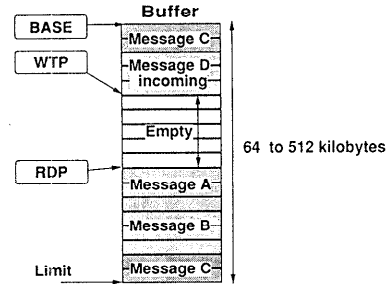 Buffer
BASE
Message C
WTP
Message D
incoming
Empty
64 to 512 kilobytes
RDP
Message A
Message B
Limit
Message C